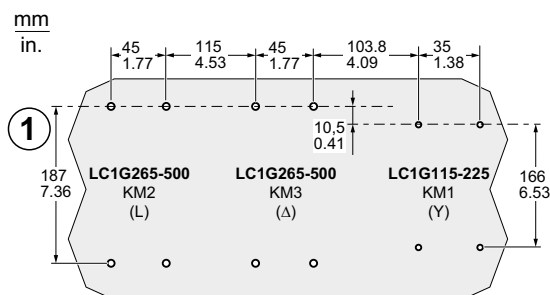 mm
in.
45 115 45 103.8 35
1.77 4.53 1.77 4.09 1.38
10,5
0.41
1
187
7.36
LC1G265-500 LC1G265-500 LC1G115-225
KM2 KM3 KM1
(L) (Δ) (Y)
166
6.53